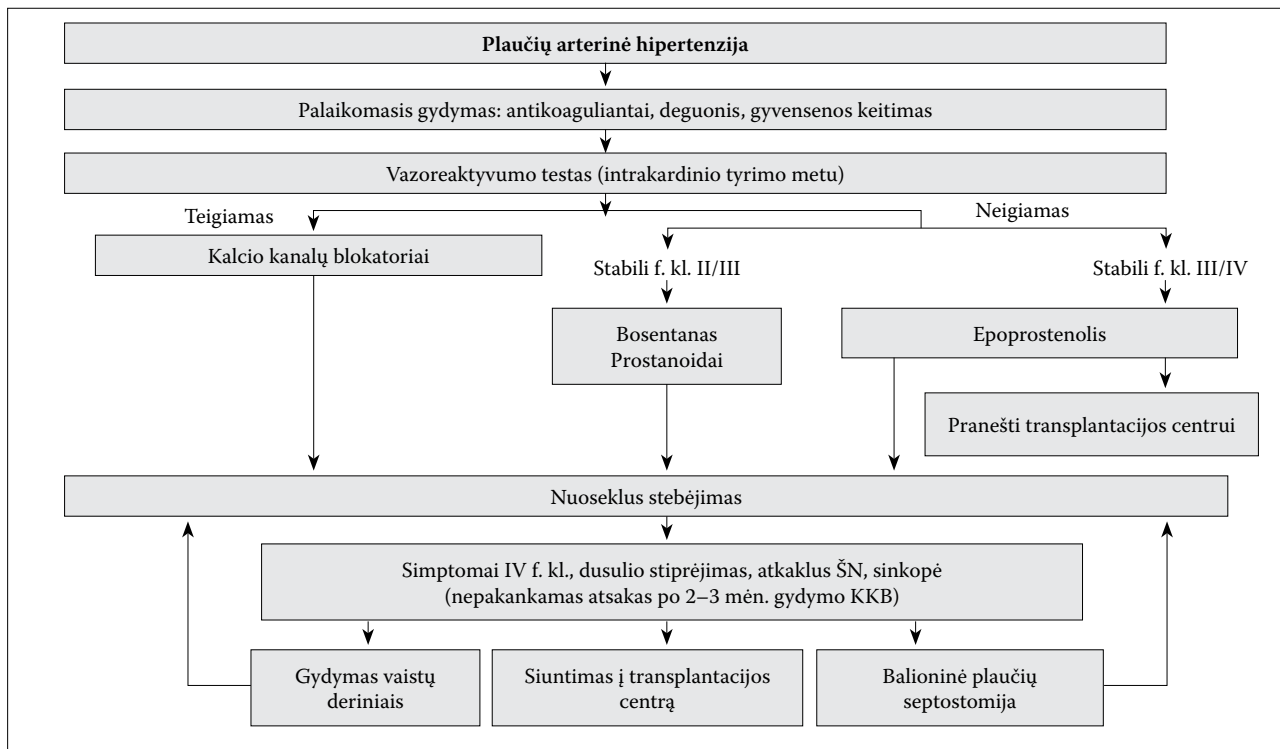 Plaučių arterinė hipertenzija
Palaikomasis gydymas: antikoaguliantai, deguonis, gyvensenos keitimas
Vazoreaktyvumo testas (intrakardinio tyrimo metu)
Teigiamas
Neigiamas
Kalcio kanalų blokatoriai
Stabili f. kl. II/III
Stabili f. kl. III/IV
Bosentanas
Prostanoidai
Epoprostenolis
Pranešti transplantacijos centrui
Nuoseklus stebėjimas
Simptomai IV f. kl., dusulio stiprėjimas, atkaklus ŠN, sinkopė
(nepakankamas atsakas po 2–3 mėn. gydymo KKB)
Gydymas vaistų
deriniais
Siuntimas į transplantacijos
centrą
Balioninė plaučių
septostomija